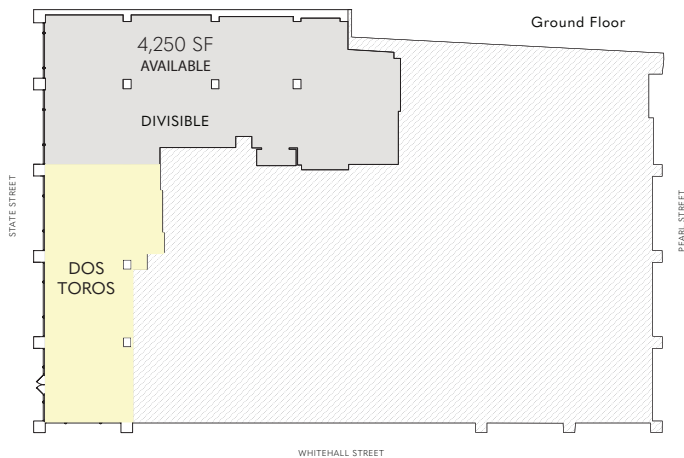 Ground Floor
4,250 SF
AVAILABLE
DIVISIBLE
STATE STREET
PEARL STREET
DOS
TOROS
WHITEHALL STREET